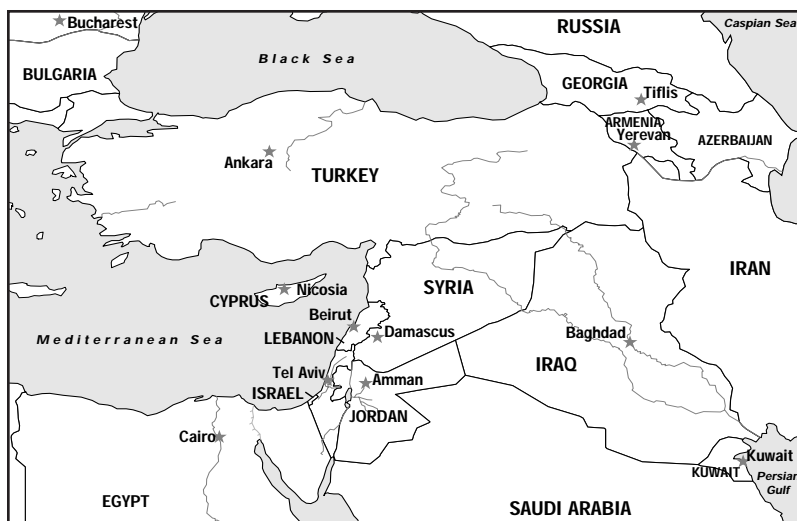 Bucharest
RUSSIA
Caspian Sea
Black Sea
BULGARIA
GEORGIA
Tiflis
ARMENIA
Yerevan
AZERBAIJAN
Ankara
TURKEY
IRAN
SYRIA
Nicosia
CYPRUS
Beirut
Mediterranean Sea
LEBANON
Damascus
Baghdad
IRAQ
Tel Aviv
Amman
ISRAEL
JORDAN
Cairo
Kuwait
KUWAIT
Persian
Gulf
EGYPT
SAUDI ARABIA